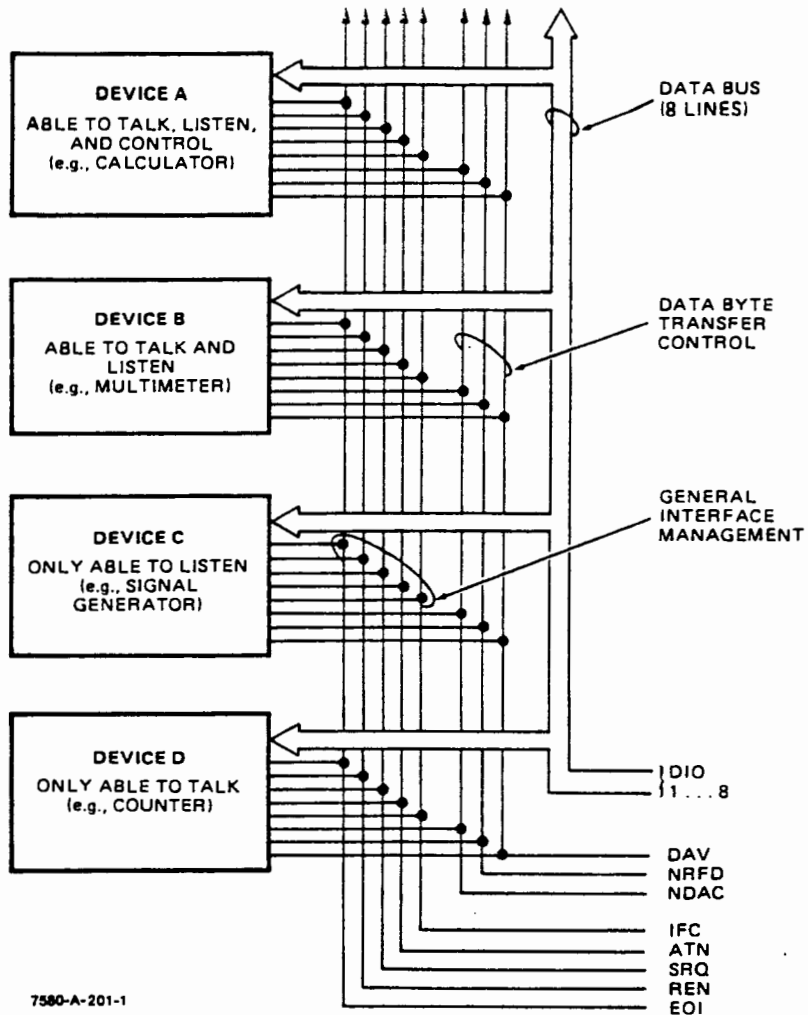 DEVICE A
ABLE TO TALK, LISTEN,
AND CONTROL
(e.g., CALCULATOR)
DATA BUS
(8 LINES)
DEVICE B
ABLE TO TALK AND
LISTEN
(e.g., MULTIMETER)
DATA BYTE
TRANSFER
CONTROL
DEVICE C
ONLY ABLE TO LISTEN
(e.g., SIGNAL
GENERATOR)
GENERAL
INTERFACE
MANAGEMENT
DEVICE D
ONLY ABLE TO TALK
(e.g., COUNTER)
DIO
1 . . . 8
DAV
NRFD
NDAC
IFC
ATN
SRQ
REN
EOI
7580-A-201-1